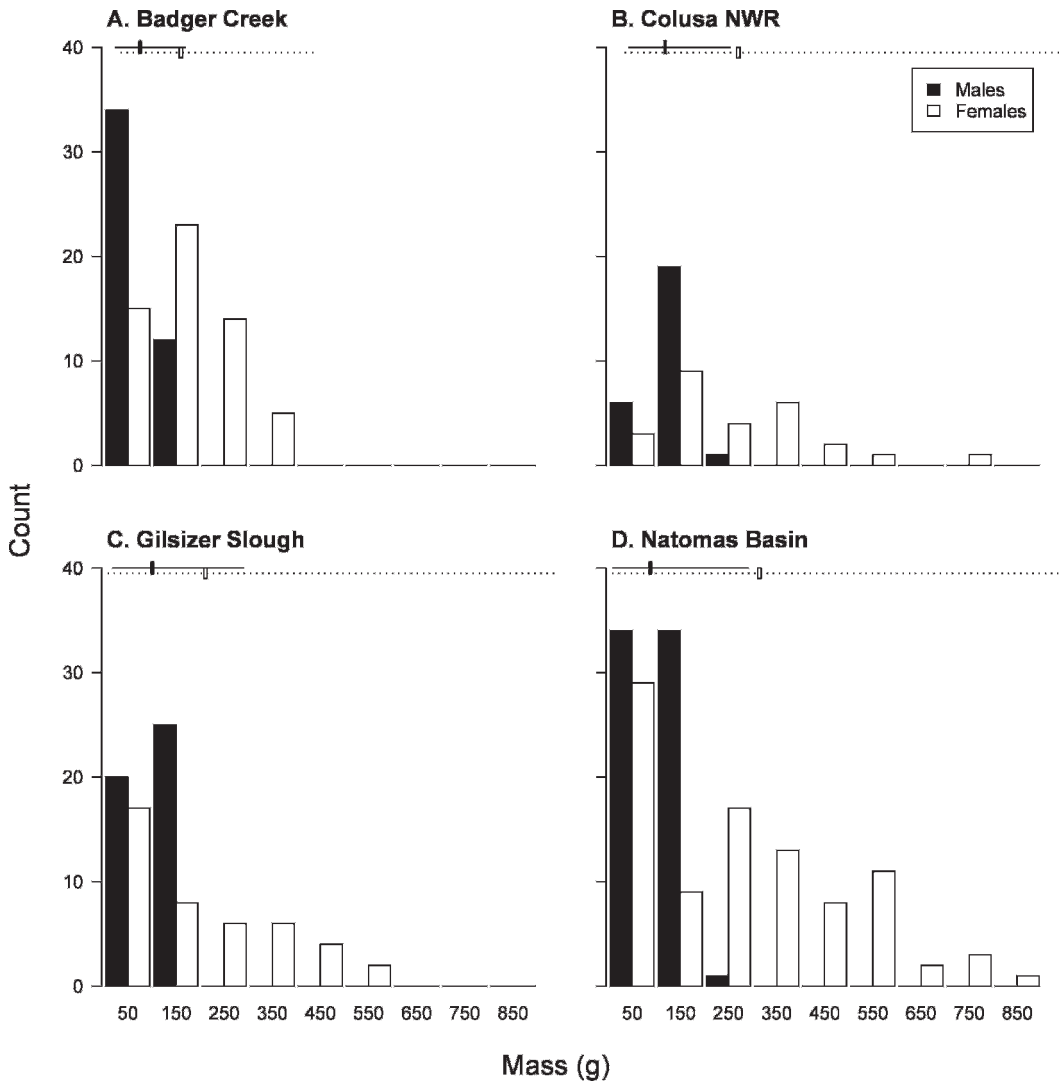 A. Badger Creek
B. Colusa NWR
40
30
20
10
0
Males
Females
C. Gilsizer Slough
D. Natomas Basin
40
30
20
10
0
Count
50 150 250 350 450 550 650 750 850
50 150 250 350 450 550 650 750 850
Mass (g)